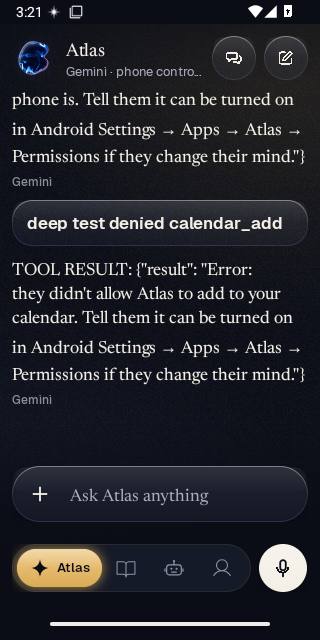 3:21
Atlas
Gemini · phone contro...
phone is. Tell them it can be turned on
in Android Settings → Apps → Atlas →
Permissions if they change their mind."}
Gemini
deep test denied calendar_add
TOOL RESULT: {"result": "Error:
they didn't allow Atlas to add to your
calendar. Tell them it can be turned on
in Android Settings → Apps → Atlas →
Permissions if they change their mind."}
Gemini
Ask Atlas anything
Atlas